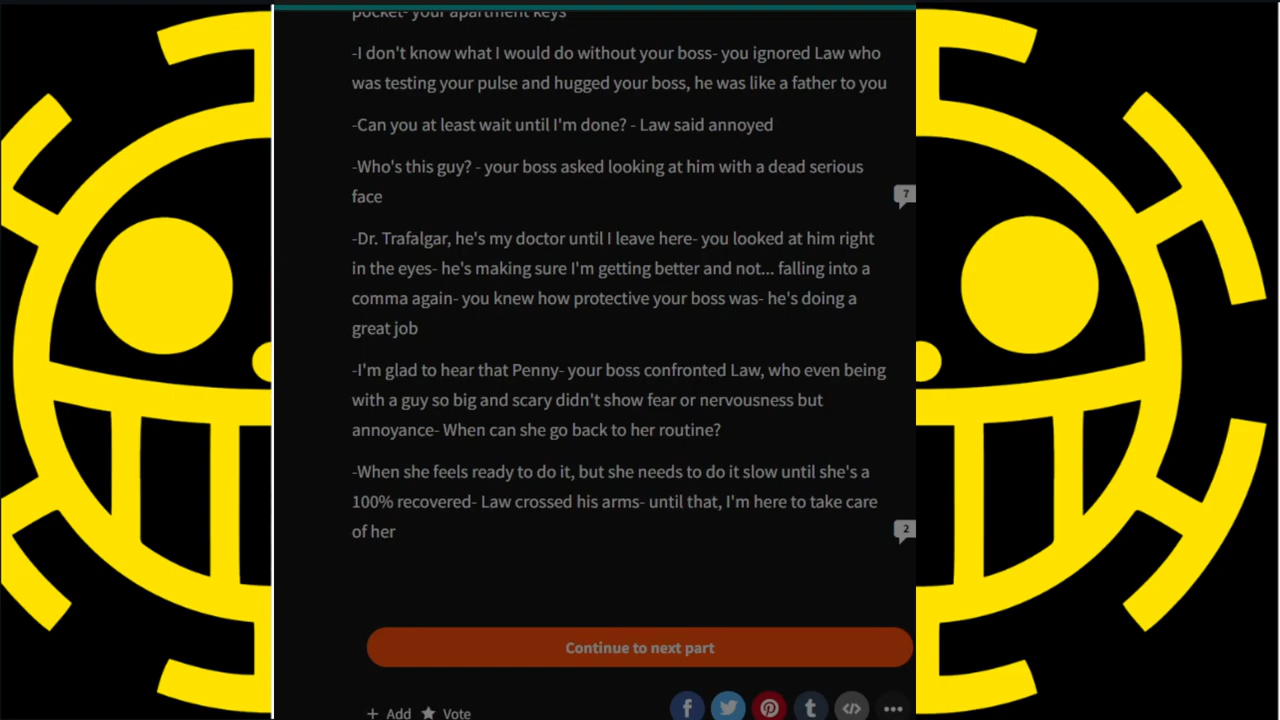 pocket- your apartment keys
-I don't know what I would do without your boss- you ignored Law who
was testing your pulse and hugged your boss, he was like a father to you
-Can you at least wait until I'm done? - Law said annoyed
-Who's this guy? - your boss asked looking at him with a dead serious
face
7
-Dr. Trafalgar, he's my doctor until I leave here- you looked at him right
in the eyes- he's making sure I'm getting better and not... falling into a
comma again- you knew how protective your boss was- he's doing a
great job
-I'm glad to hear that Penny- your boss confronted Law, who even being
with a guy so big and scary didn't show fear or nervousness but
annoyance- When can she go back to her routine?
-When she feels ready to do it, but she needs to do it slow until she's a
100% recovered- Law crossed his arms- until that, I'm here to take care
of her
2
Continue to next part
+ Add ★ Vote